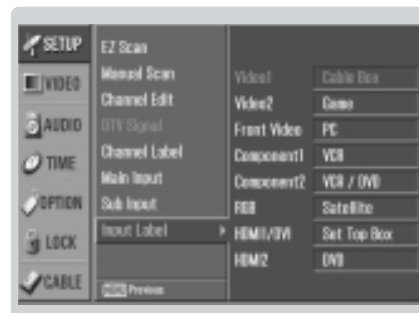 SETUP
VIDEO
AUDIO
TIME
OPTION
LOCK
CABLE
EZ Scan
Manual Scan
Channel Edit
DTV Signal
Channel Label
Main Input
Sub Input
Input Label
MENU Previous
Video1 Cable Box
Video2 Game
Front Video PC
Component1 VCR
Component2 VCR / DVD
RGB Satellite
HDMI1/DVI Set Top Box
HDMI2 DVD